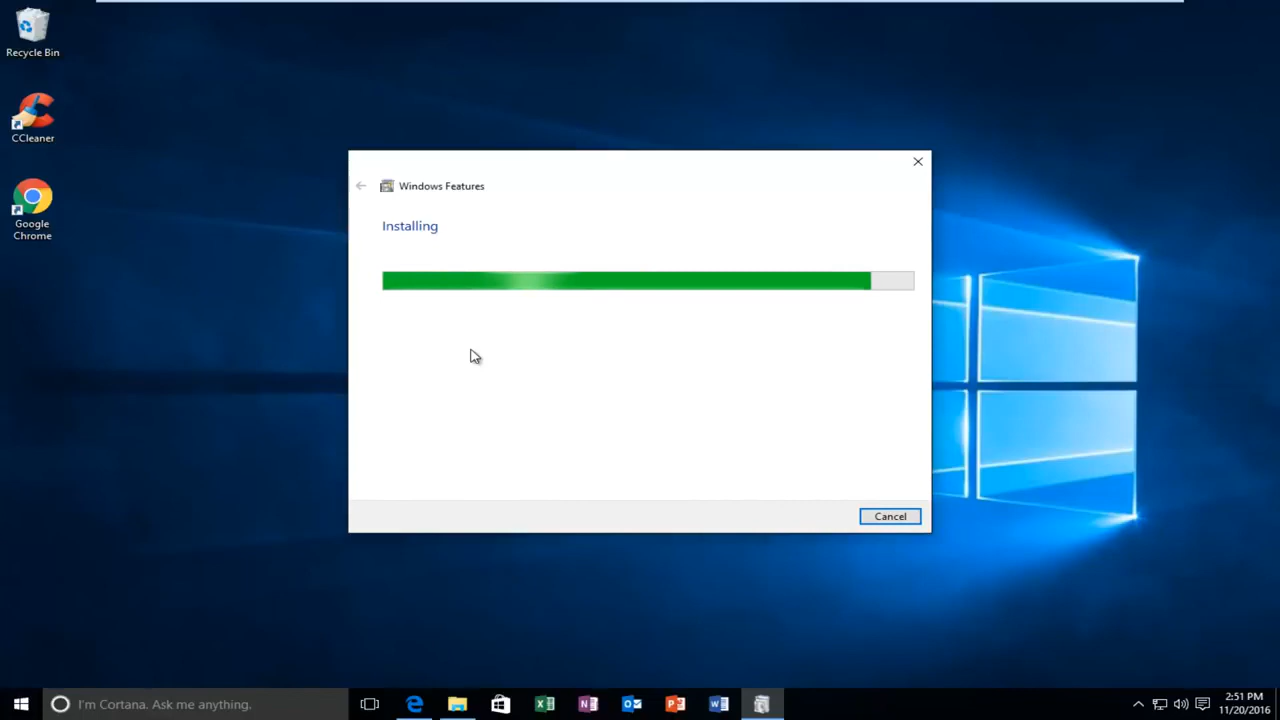 Recycle Bin
CCleaner
Google
Chrome
Windows Features
Installing
Cancel
I'm Cortana. Ask me anything.
2:51 PM
11/20/2016